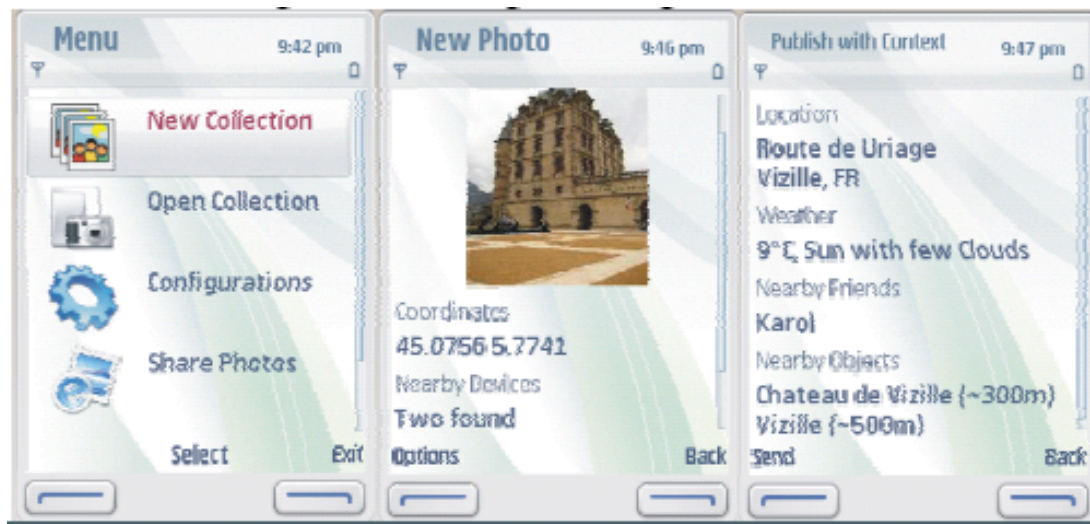 Menu
9:42 pm
New Collection
Open Collection
Configurations
Share Photos
Select Exit
New Photo
9:46 pm
Coordinates
45.0756 5.7741
Nearby Devices
Two found
Options Back
Publish with Context
9:47 pm
Location
Route de Uriage
Vizille, FR
Weather
9°C, Sun with few Clouds
Nearby Friends
Karol
Nearby Objects
Chateau de Vizille (~300m)
Vizille (~500m)
Send Back